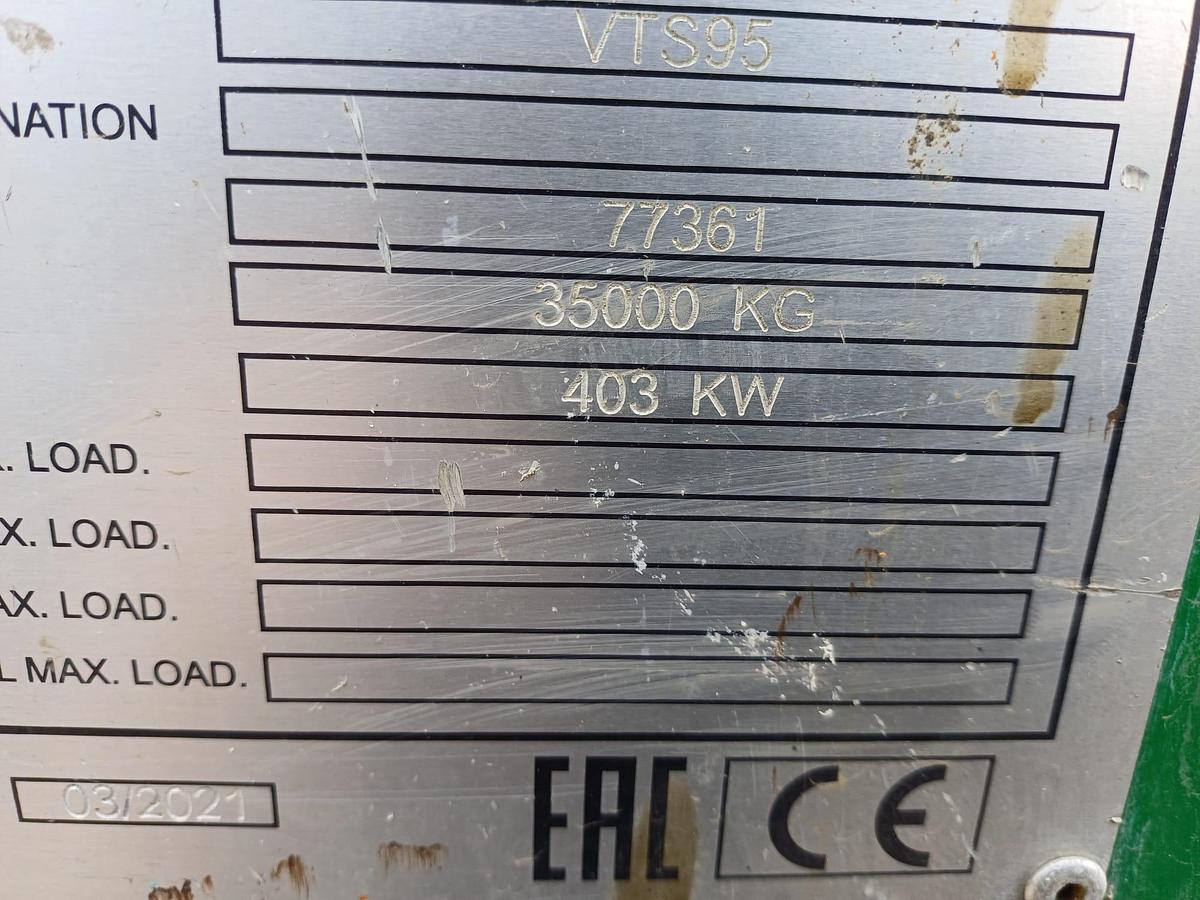 VTS95
NATION
77361
35000 KG
403 KW
. LOAD.
X. LOAD.
AX. LOAD.
L MAX. LOAD.
03/2021
EAC CE